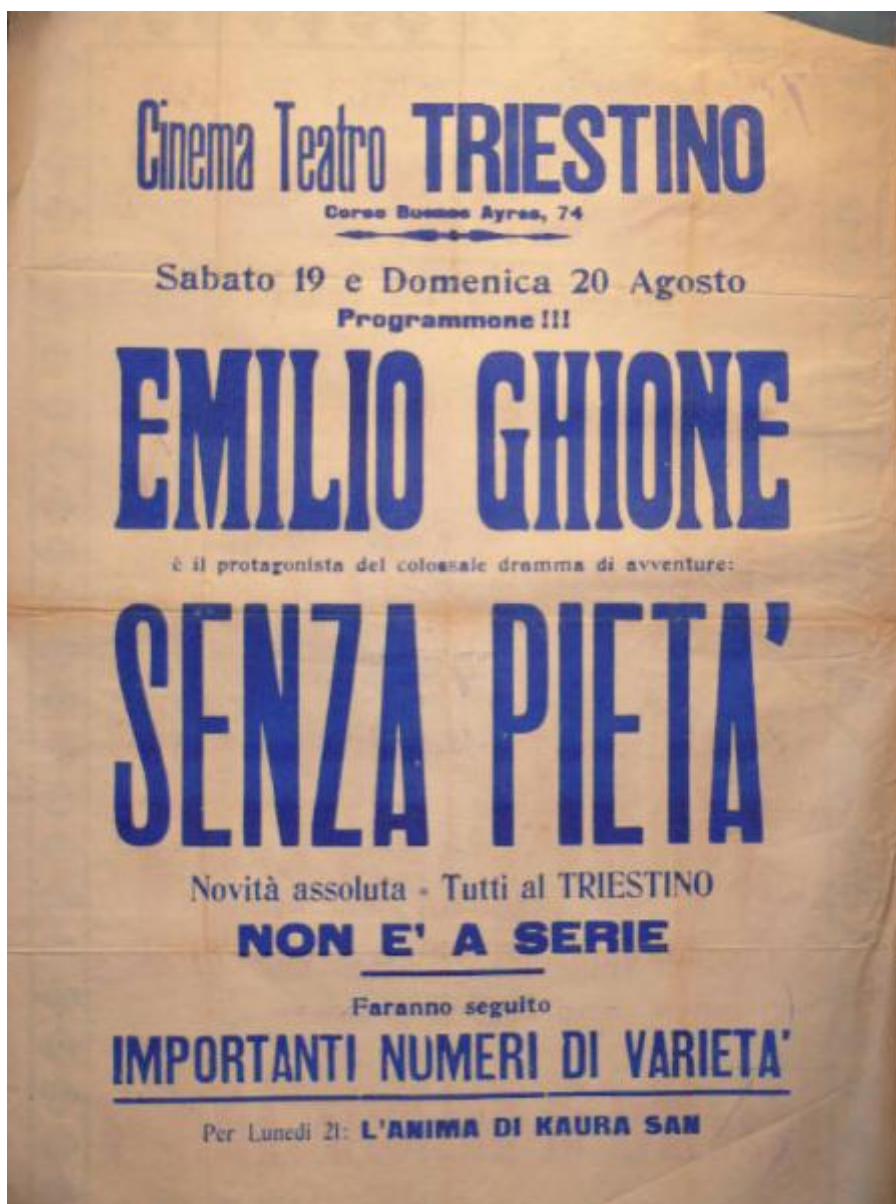 Cinema Teatro TRIESTINO
Corso Buenos Ayres, 74
Sabato 19 e Domenica 20 Agosto
Programmone !!!
EMILIO GHIONE
è il protagonista del colossale dramma di avventure:
SENZA PIETA'
Novità assoluta - Tutti al TRIESTINO
NON E' A SERIE
Faranno seguito
IMPORTANTI NUMERI DI VARIETA'
Per Lunedì 21: L'ANIMA DI KAURA SAN